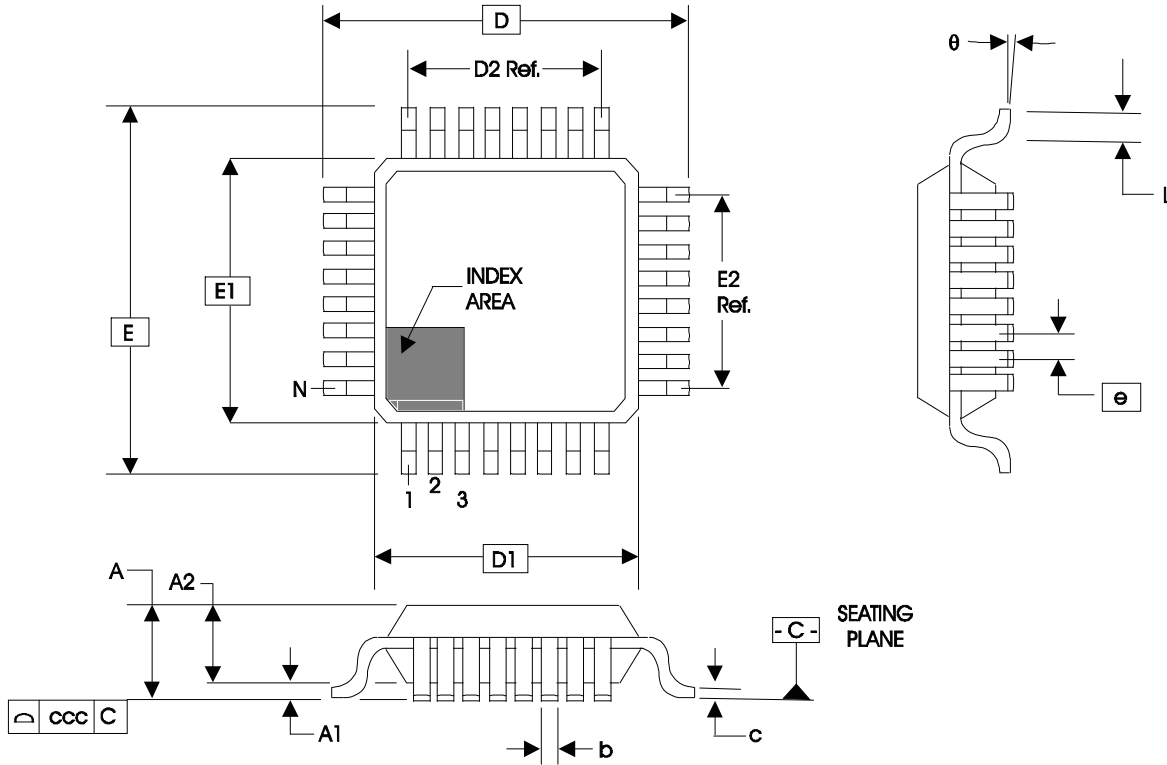 D
D2 Ref.
θ
L
INDEX
AREA
E1
E
E2
Ref.
N
1
2
3
e
D1
A
A2
- C -
SEATING
PLANE
ccc C
A1
b
c